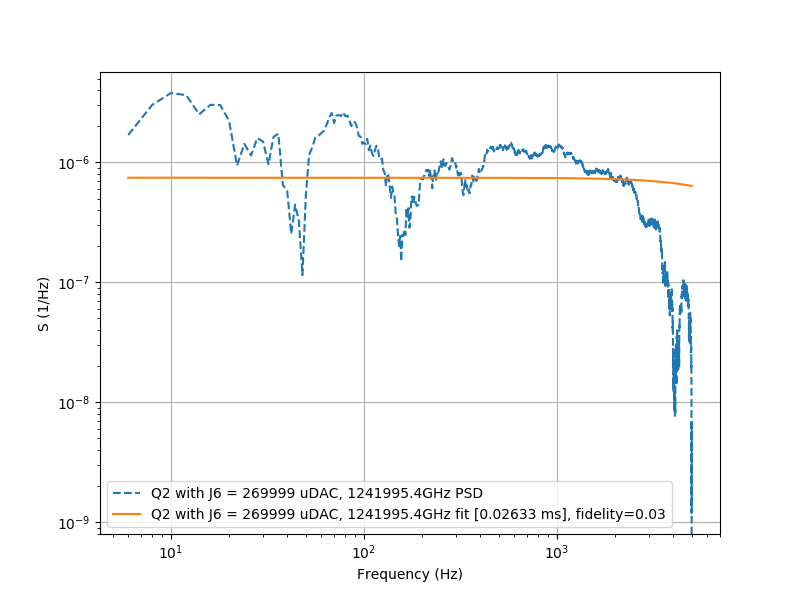 S (1/Hz)
10⁻⁶
10⁻⁷
10⁻⁸
10⁻⁹
Q2 with J6 = 269999 uDAC, 1241995.4GHz PSD
Q2 with J6 = 269999 uDAC, 1241995.4GHz fit [0.02633 ms], fidelity=0.03
10¹ 10² 10³
Frequency (Hz)